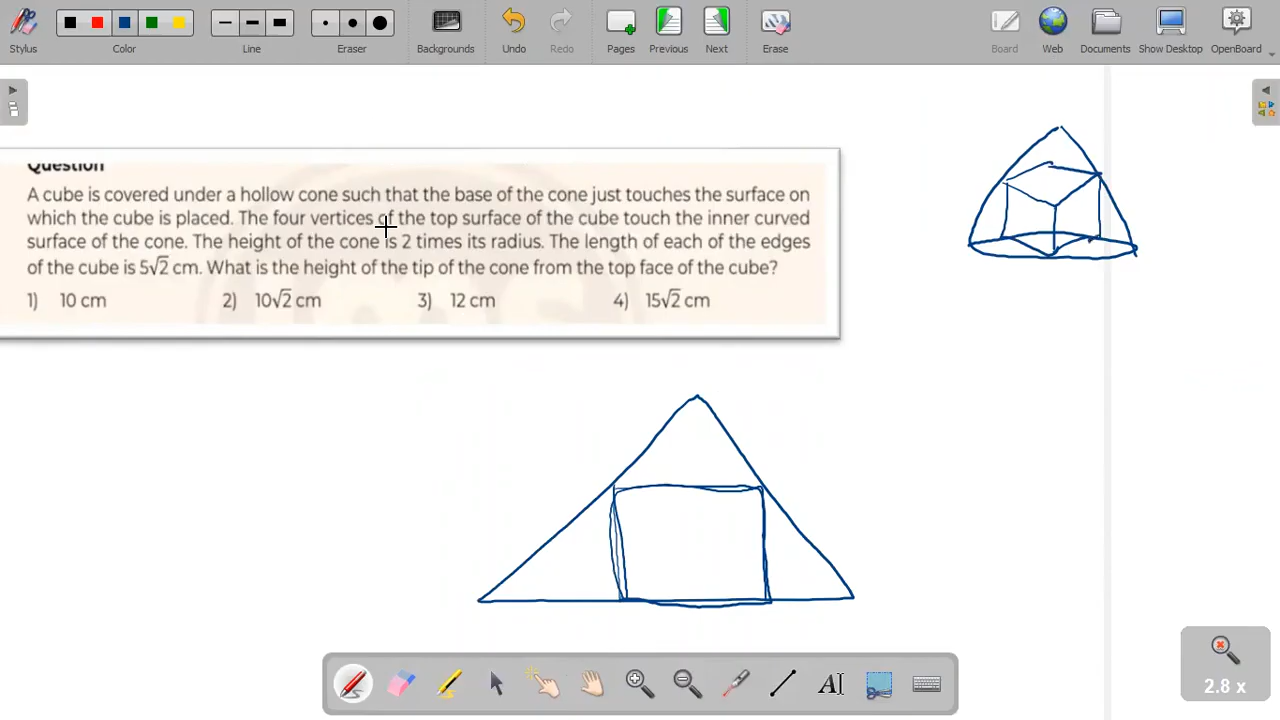 Stylus Color Line Eraser Backgrounds Undo Redo Pages Previous Next Erase Board Web Documents Show Desktop OpenBoard
Question
A cube is covered under a hollow cone such that the base of the cone just touches the surface on
which the cube is placed. The four vertices of the top surface of the cube touch the inner curved
surface of the cone. The height of the cone is 2 times its radius. The length of each of the edges
of the cube is 5√2 cm. What is the height of the tip of the cone from the top face of the cube?
1) 10 cm 2) 10√2 cm 3) 12 cm 4) 15√2 cm
AI
2.8 x